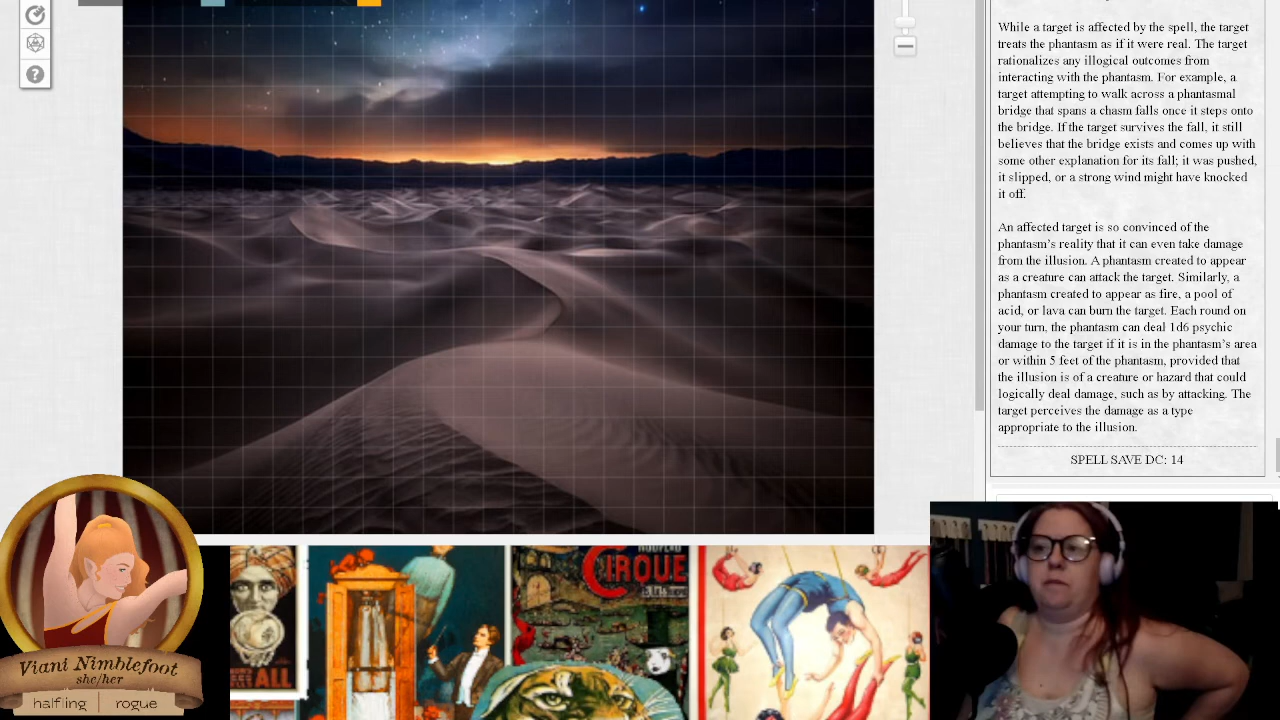 While a target is affected by the spell, the target
treats the phantasm as if it were real. The target
rationalizes any illogical outcomes from
interacting with the phantasm. For example, a
target attempting to walk across a phantasmal
bridge that spans a chasm falls once it steps onto
the bridge. If the target survives the fall, it still
believes that the bridge exists and comes up with
some other explanation for its fall; it was pushed,
it slipped, or a strong wind might have knocked
it off.
An affected target is so convinced of the
phantasm's reality that it can even take damage
from the illusion. A phantasm created to appear
as a creature can attack the target. Similarly, a
phantasm created to appear as fire, a pool of
acid, or lava can burn the target. Each round on
your turn, the phantasm can deal 1d6 psychic
damage to the target if it is in the phantasm's area
or within 5 feet of the phantasm, provided that
the illusion is of a creature or hazard that could
logically deal damage, such as by attacking. The
target perceives the damage as a type
appropriate to the illusion.
SPELL SAVE DC: 14
CIRQUE
ALL
Viani Nimblefoot
she/her
halfling | rogue